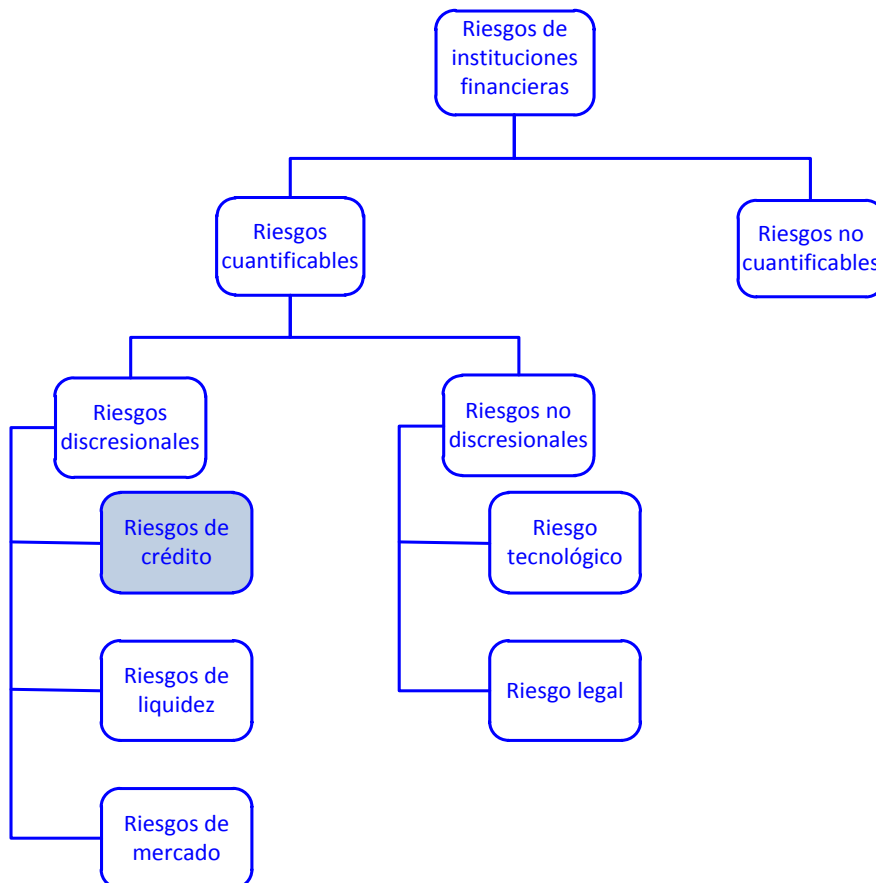 Riesgos de
instituciones
financieras
Riesgos
cuantificables
Riesgos no
cuantificables
Riesgos
discresionales
Riesgos no
discresionales
Riesgos de
crédito
Riesgo
tecnológico
Riesgos de
liquidez
Riesgo legal
Riesgos de
mercado